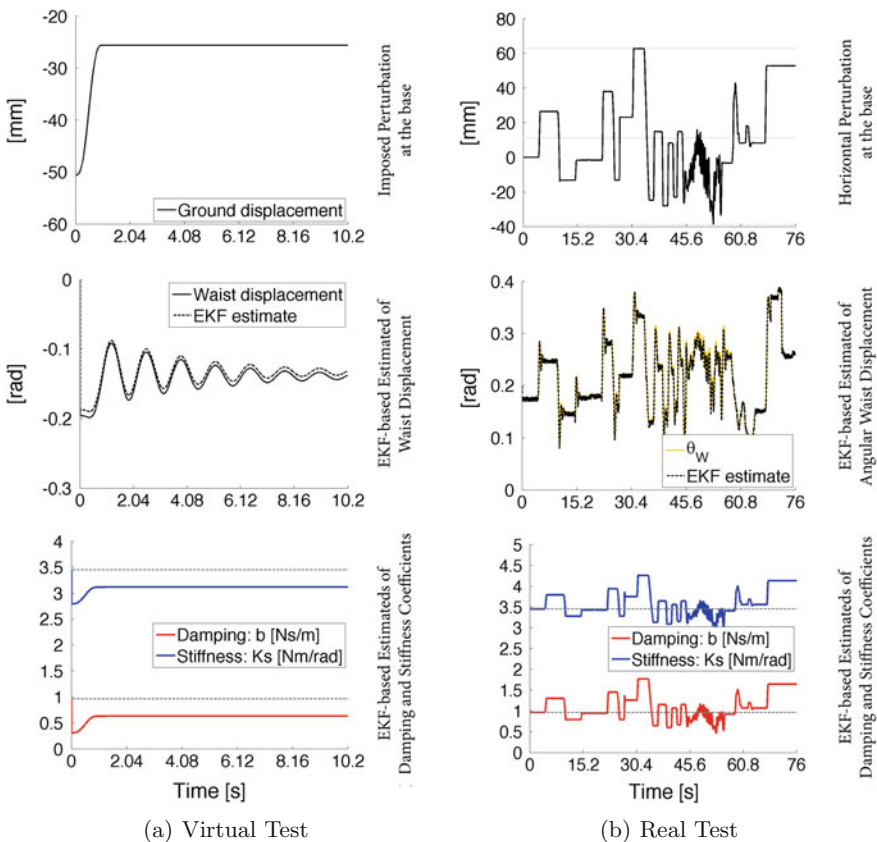 -10
-20
-30
-40
-50
-60
[mm]
0
2.04
4.08
6.12
8.16
10.2
Ground displacement
Imposed Perturbation
at the base
80
60
40
20
0
-20
-40
[mm]
0
15.2
30.4
45.6
60.8
76
Horizontal Perturbation
at the base
0
-0.1
-0.2
-0.3
[rad]
0
2.04
4.08
6.12
8.16
10.2
Waist displacement
EKF estimate
EKF-based Estimated of
Waist Displacement
0.4
0.3
0.2
0.1
0
[rad]
0
15.2
30.4
45.6
60.8
76
θW
EKF estimate
EKF-based Estimated of
Angular Waist Displacement
4
3.5
3
2.5
2
1.5
1
0.5
0
0
2.04
4.08
6.12
8.16
10.2
Damping: b [Ns/m]
Stiffness: Ks [Nm/rad]
Time [s]
EKF-based Estimateds of
Damping and Stiffness Coefficients
5
4.5
4
3.5
3
2.5
2
1.5
1
0.5
0
0
15.2
30.4
45.6
60.8
76
Damping: b [Ns/m]
Stiffness: Ks [Nm/rad]
Time [s]
EKF-based Estimateds of
Damping and Stiffness Coefficients
(a) Virtual Test
(b) Real Test